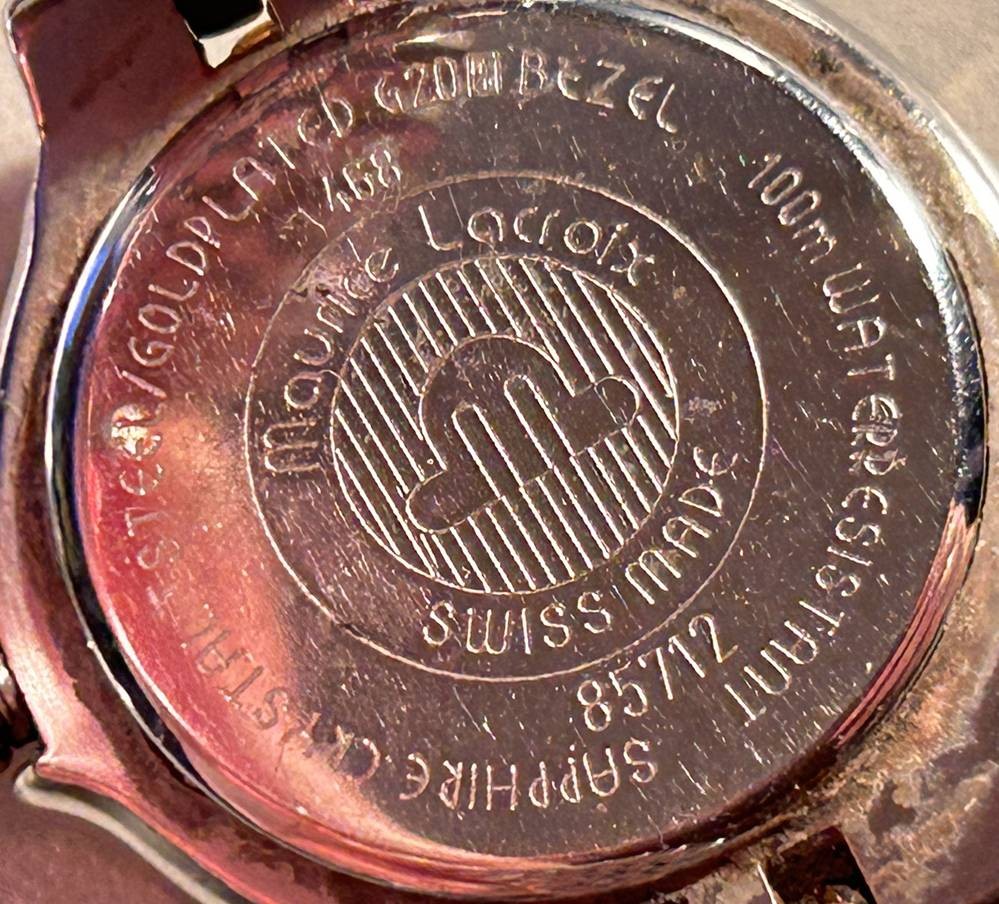 Maurice Lacroix
SWISS MADE
85712
100m WATERRESISTANT
SAPPHIRE CRYSTAL
STEEL/GOLDPLATED G20M BEZEL